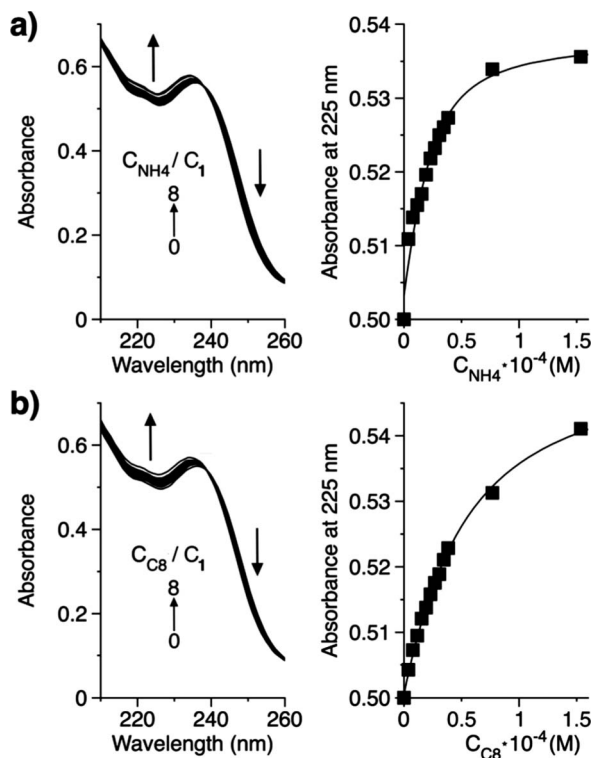 a)
Absorbance
0.6
0.4
0.2
0
C_NH4 / C_1
8
0
220 240 260
Wavelength (nm)
Absorbance at 225 nm
0.54
0.53
0.52
0.51
0.50
0 0.5 1 1.5
C_NH4*10^-4 (M)
b)
Absorbance
0.6
0.4
0.2
0
C_C8 / C_1
8
0
220 240 260
Wavelength (nm)
Absorbance at 225 nm
0.54
0.53
0.52
0.51
0.50
0 0.5 1 1.5
C_C8*10^-4 (M)